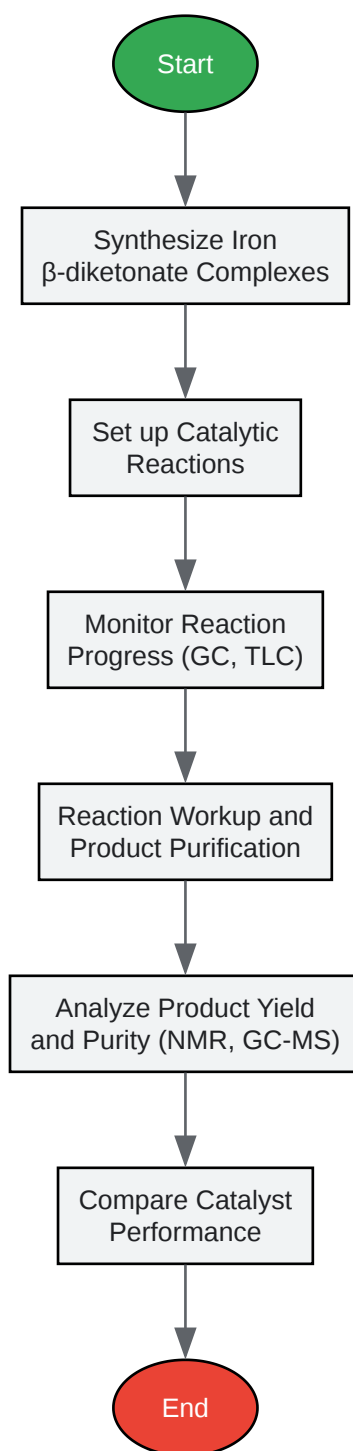 Start
Synthesize Iron
β-diketonate Complexes
Set up Catalytic
Reactions
Monitor Reaction
Progress (GC, TLC)
Reaction Workup and
Product Purification
Analyze Product Yield
and Purity (NMR, GC-MS)
Compare Catalyst
Performance
End